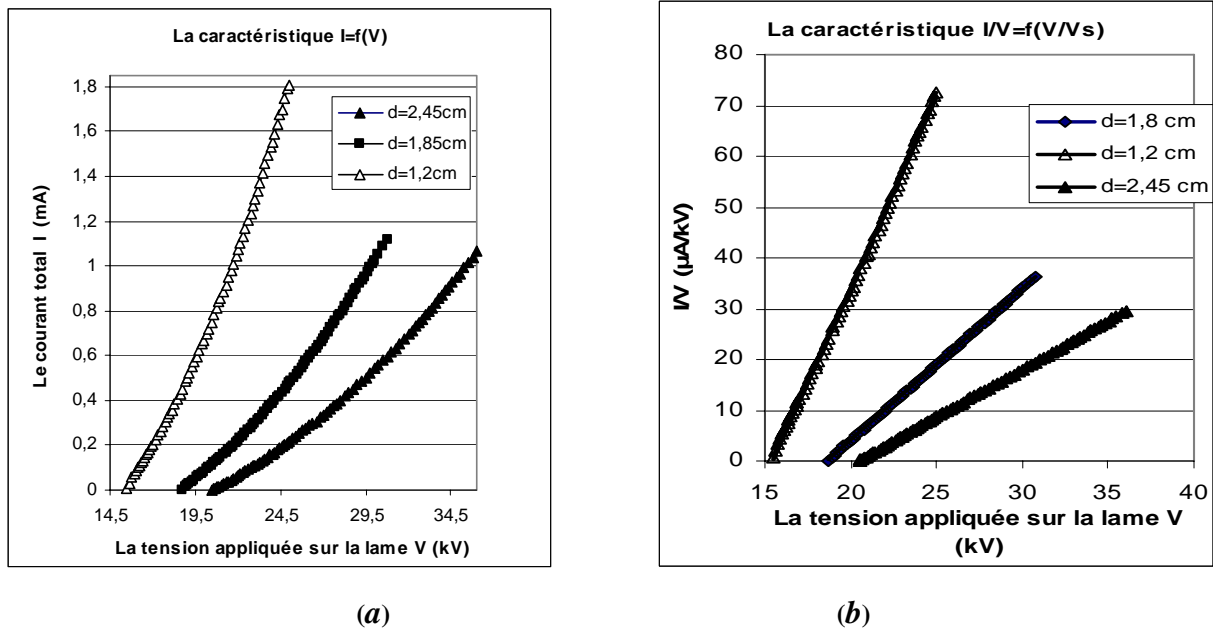 La caractéristique I=f(V)
Le courant total I (mA)
1,8
1,6
1,4
1,2
1
0,8
0,6
0,4
0,2
0
14,5 19,5 24,5 29,5 34,5
d=2,45cm
d=1,85cm
d=1,2cm
La tension appliquée sur la lame V (kV)
(a)
La caractéristique I/V=f(V/Vs)
I/V (µA/kV)
80
70
60
50
40
30
20
10
0
15 20 25 30 35 40
d=1,8 cm
d=1,2 cm
d=2,45 cm
La tension appliquée sur la lame V
(kV)
(b)